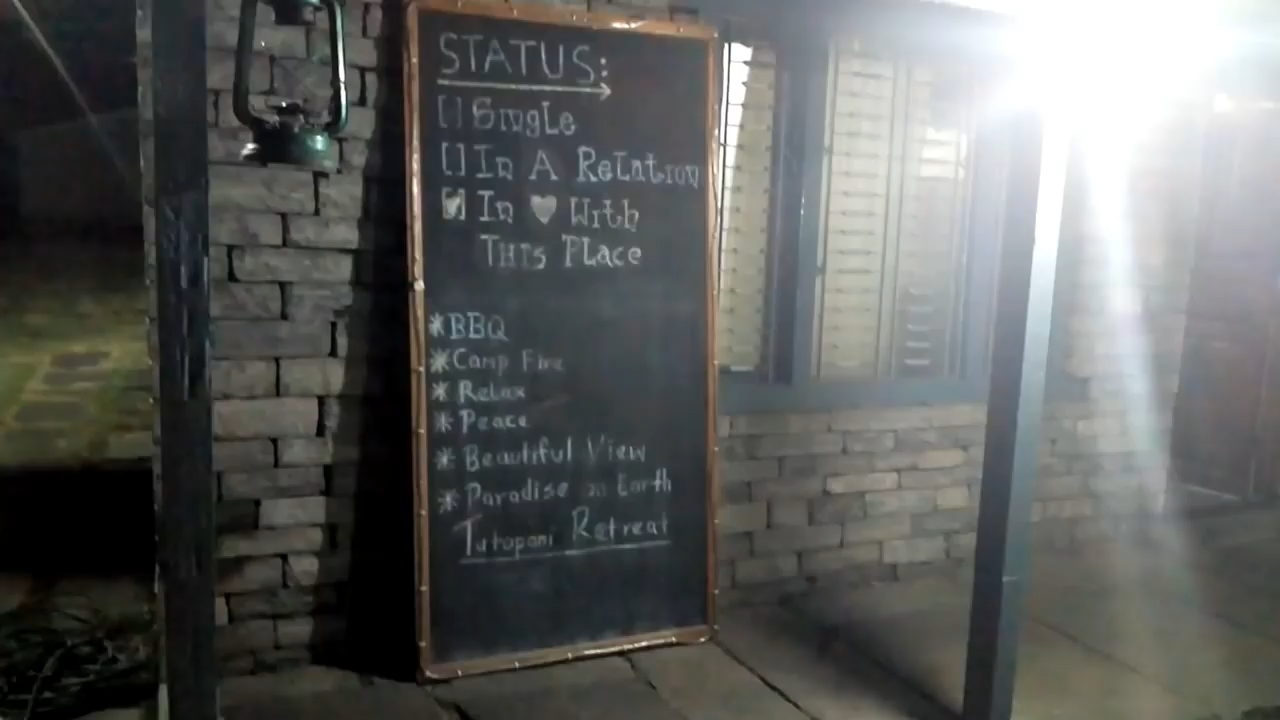 STATUS:
[] Single
[] In A Relation
[✓] In ♥ With
This Place
*BBQ
*Camp Fire
* Relax
* Peace
* Beautiful View
* Paradise on Earth
Tatopani Retreat